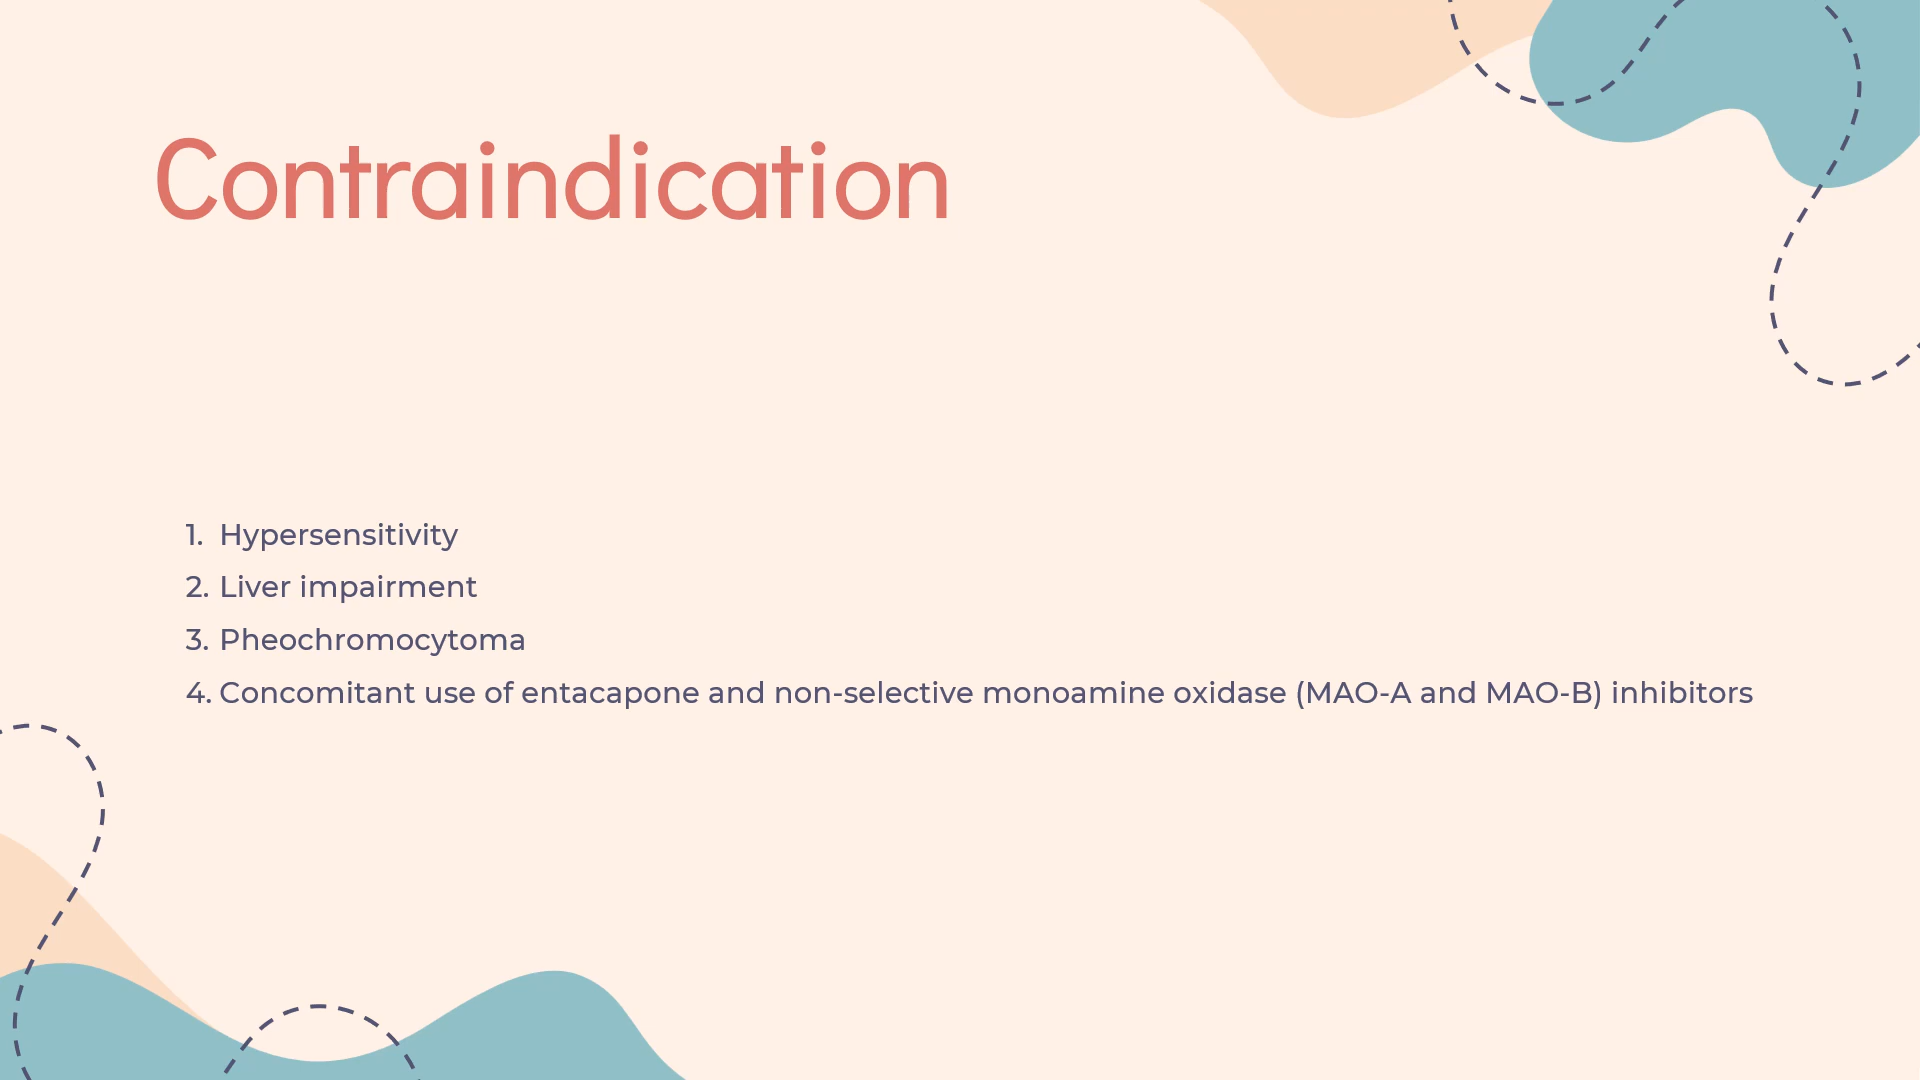 Contraindication
1. Hypersensitivity
2. Liver impairment
3. Pheochromocytoma
4. Concomitant use of entacapone and non-selective monoamine oxidase (MAO-A and MAO-B) inhibitors